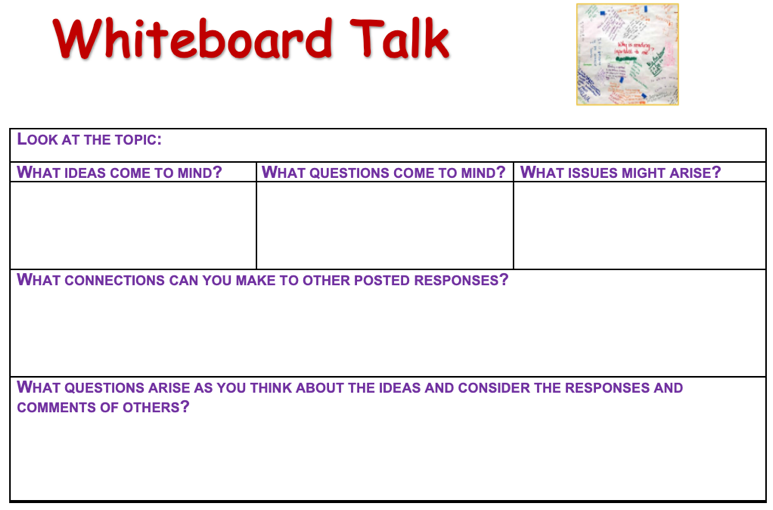 Whiteboard Talk
LOOK AT THE TOPIC:
WHAT IDEAS COME TO MIND?
WHAT QUESTIONS COME TO MIND?
WHAT ISSUES MIGHT ARISE?
WHAT CONNECTIONS CAN YOU MAKE TO OTHER POSTED RESPONSES?
WHAT QUESTIONS ARISE AS YOU THINK ABOUT THE IDEAS AND CONSIDER THE RESPONSES AND
COMMENTS OF OTHERS?